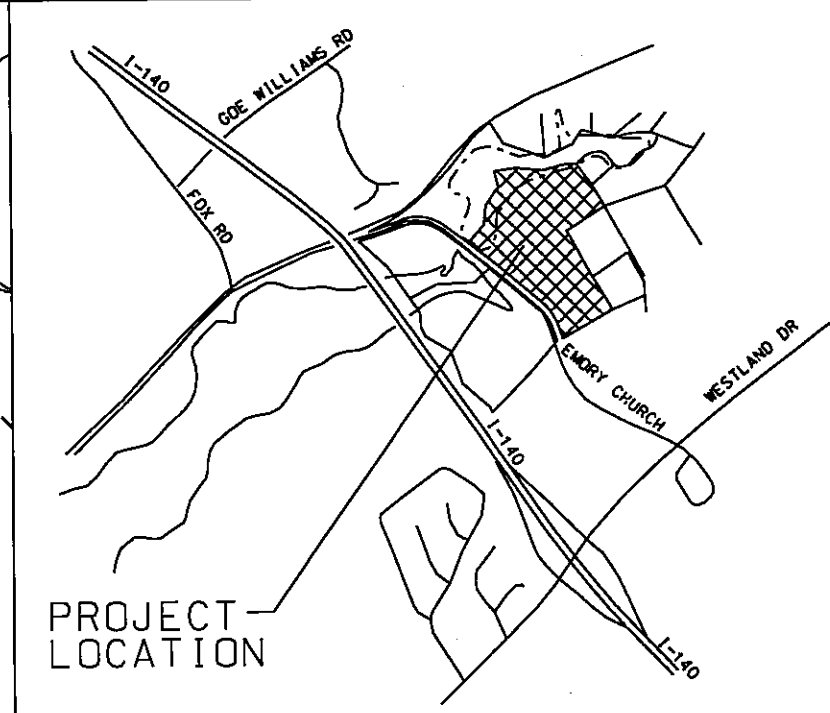 I-140
GOE WILLIAMS RD
FOX RD
EMORY CHURCH
WESTLAND DR
I-140
PROJECT
LOCATION
I-140